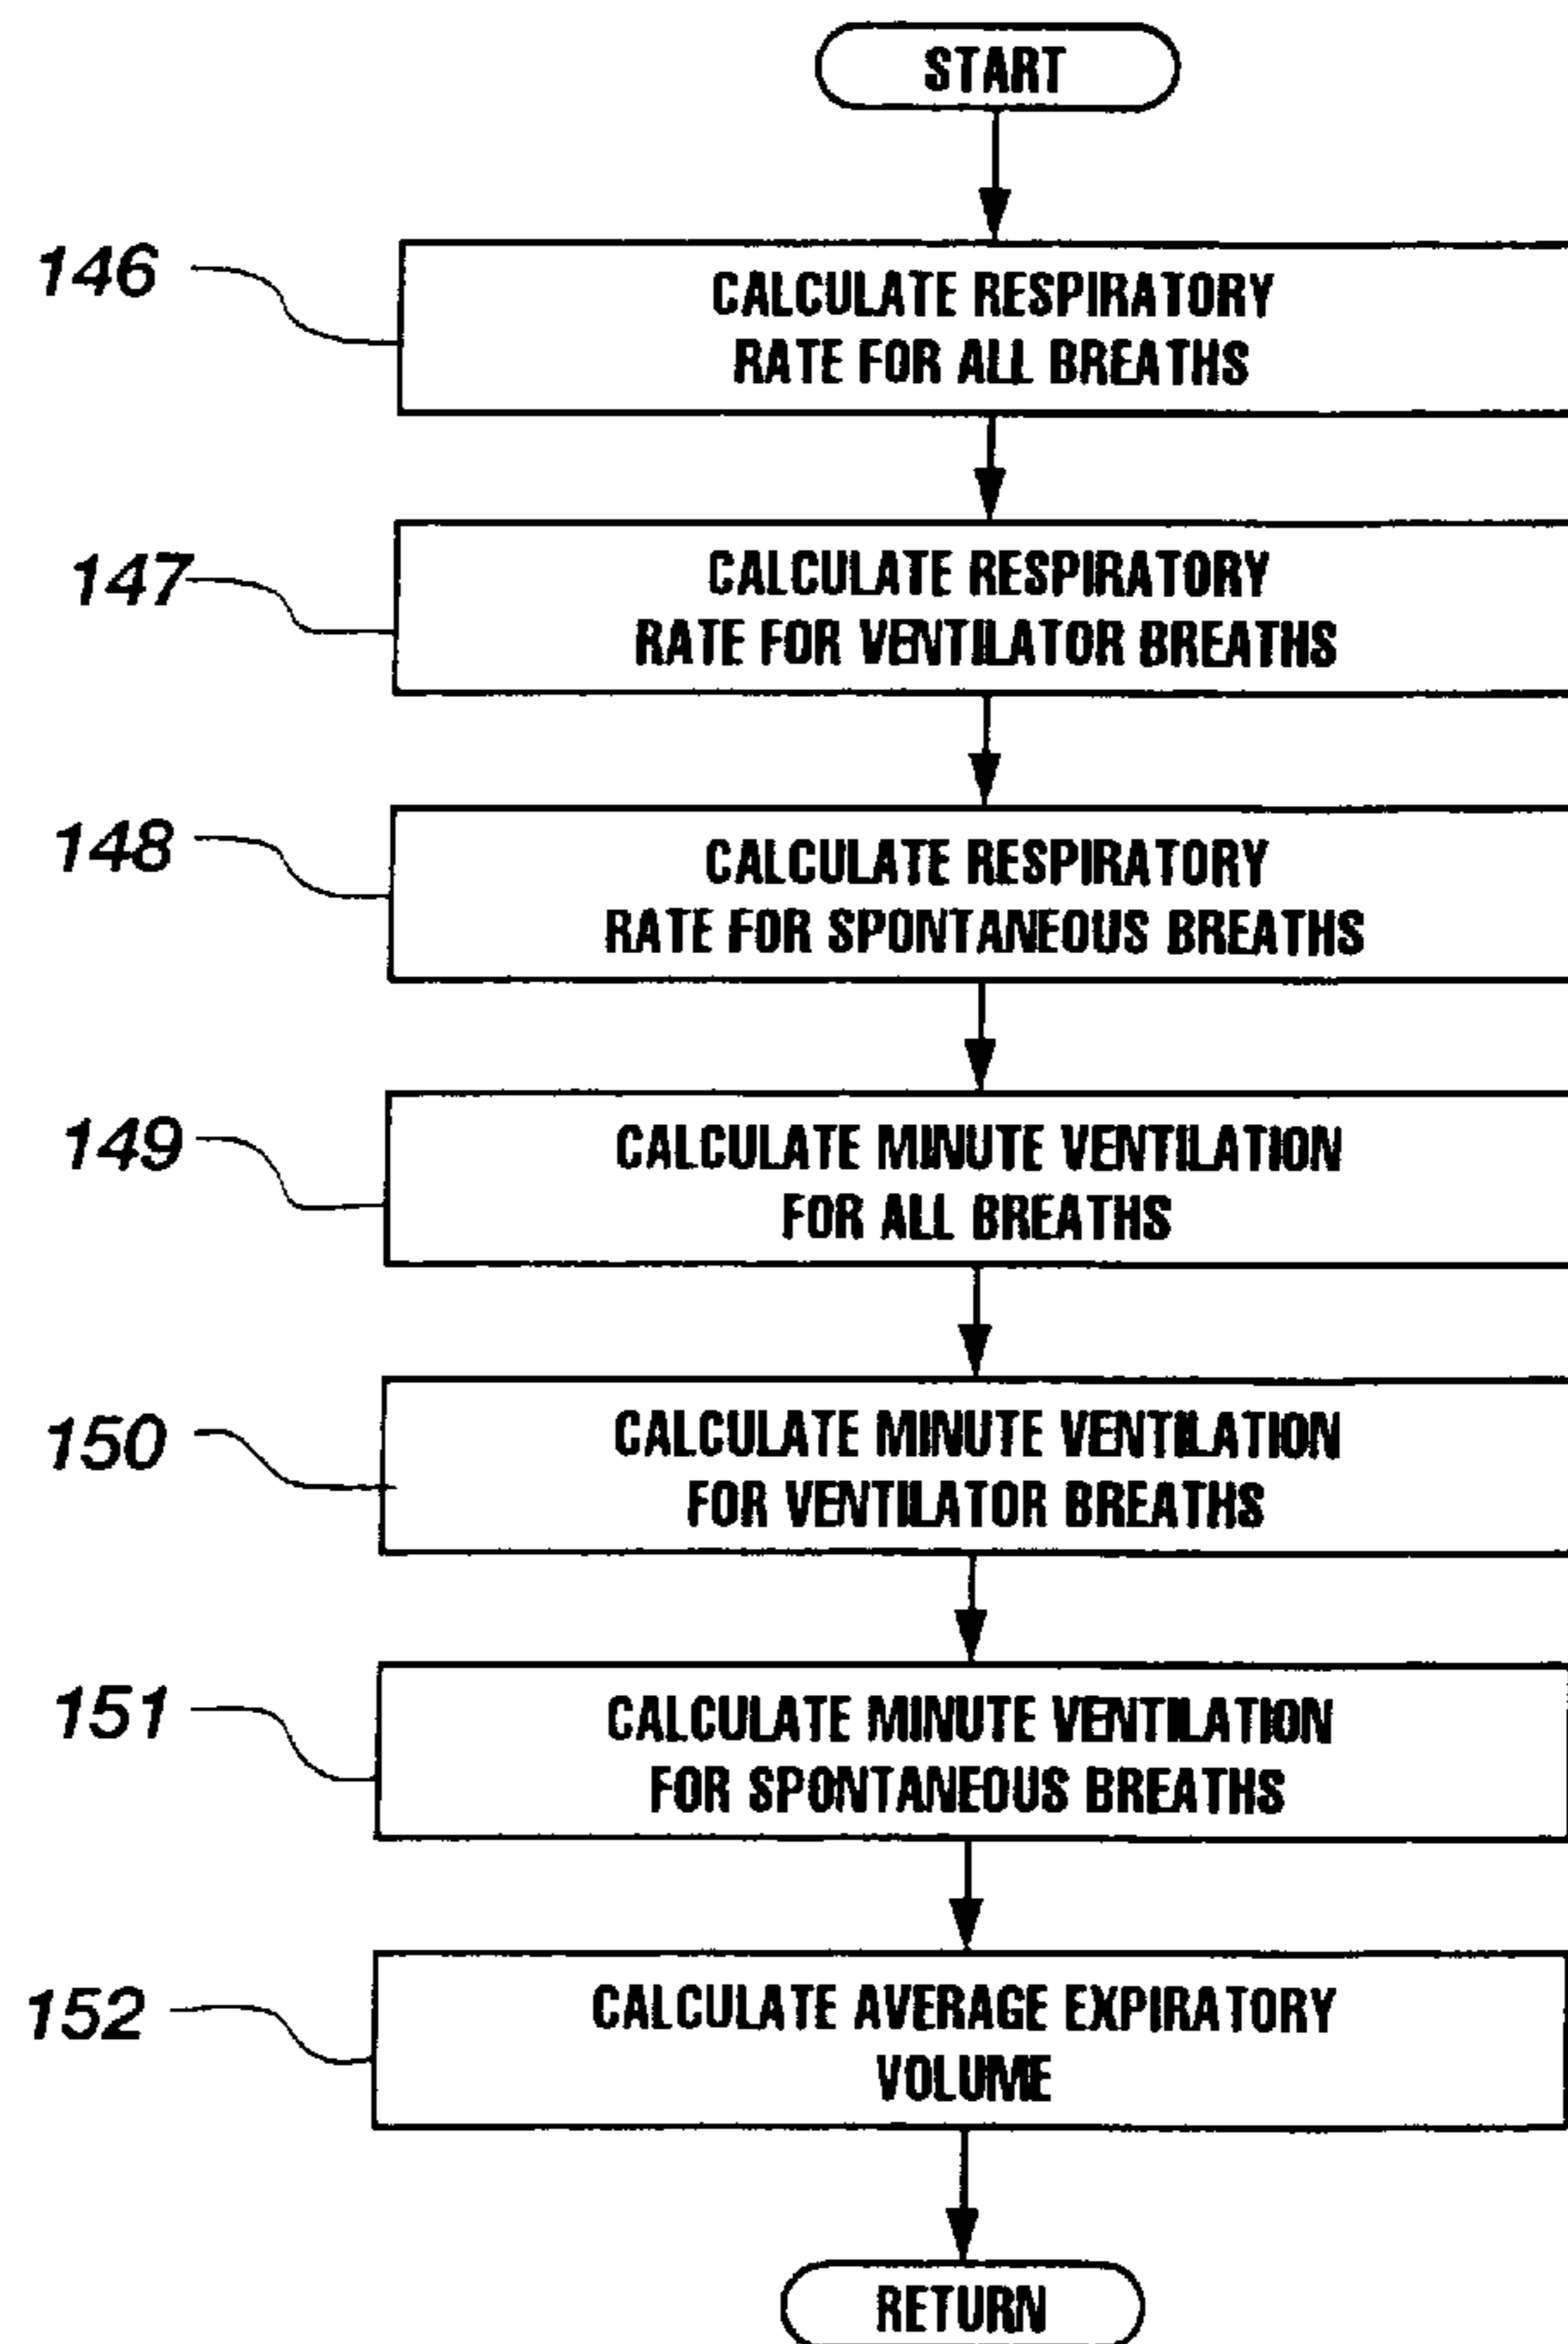 START
146
CALCULATE RESPIRATORY
RATE FOR ALL BREATHS
147
CALCULATE RESPIRATORY
RATE FOR VENTILATOR BREATHS
148
CALCULATE RESPIRATORY
RATE FOR SPONTANEOUS BREATHS
149
CALCULATE MINUTE VENTILATION
FOR ALL BREATHS
150
CALCULATE MINUTE VENTILATION
FOR VENTILATOR BREATHS
151
CALCULATE MINUTE VENTILATION
FOR SPONTANEOUS BREATHS
152
CALCULATE AVERAGE EXPIRATORY
VOLUME
RETURN